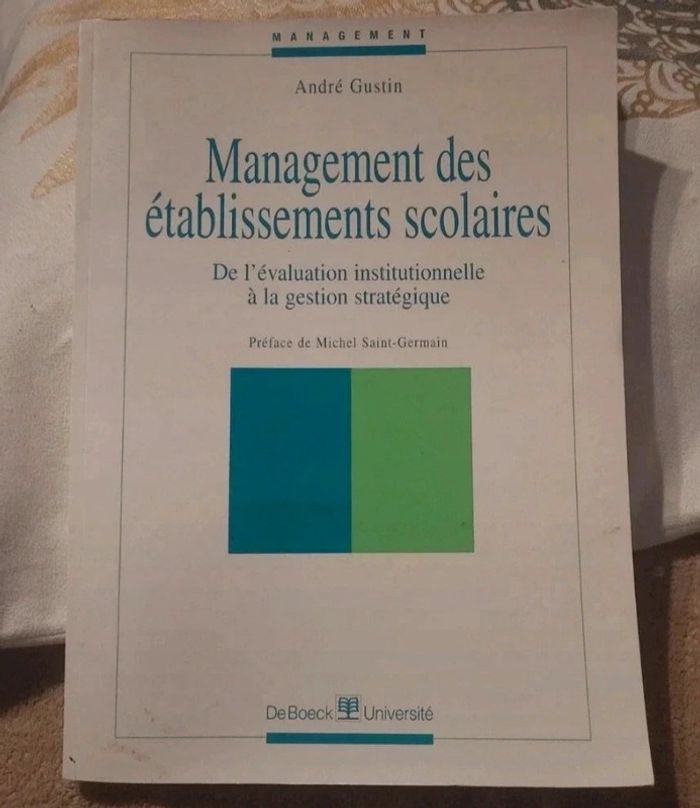 MANAGEMENT
André Gustin
Management des
établissements scolaires
De l'évaluation institutionnelle
à la gestion stratégique
Préface de Michel Saint-Germain
De Boeck Université